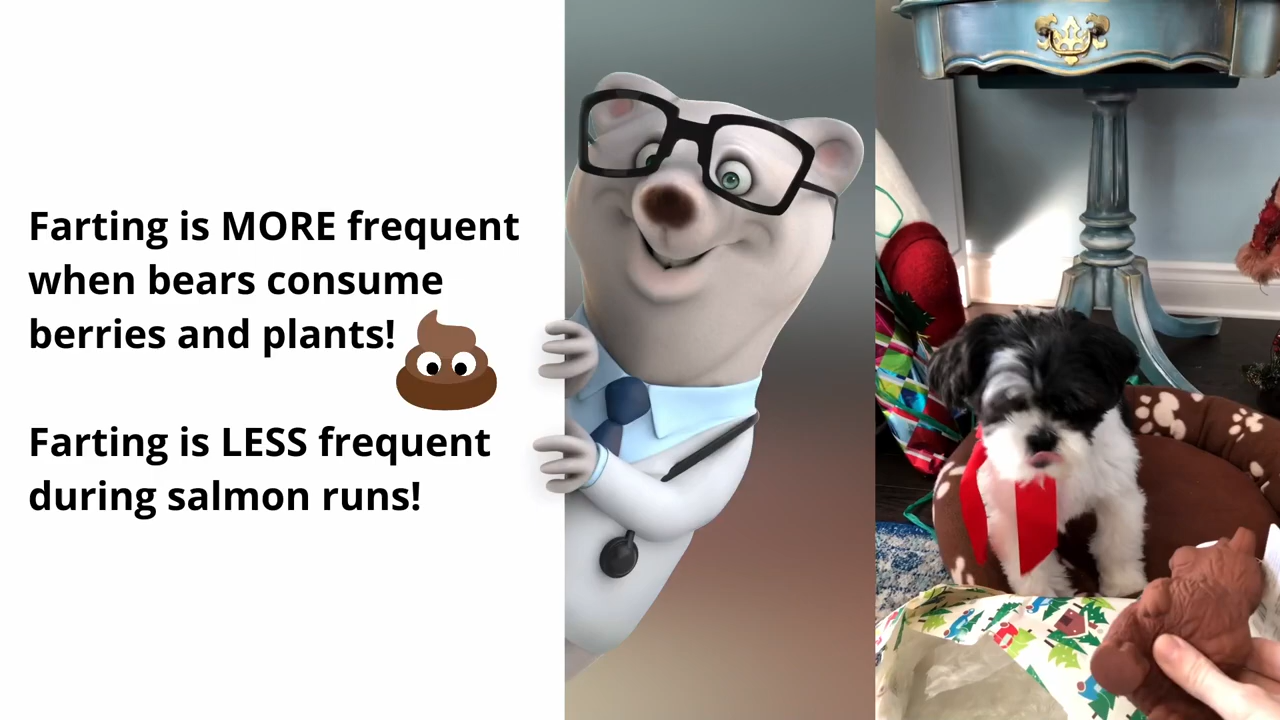 Farting is MORE frequent
when bears consume
berries and plants!
Farting is LESS frequent
during salmon runs!